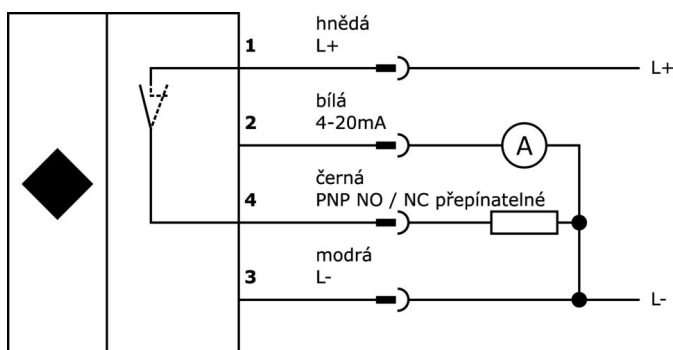 hnědá
1 L+ L+
bílá
2 4-20mA
A
černá
4 PNP NO / NC přepínatelné
modrá
3 L- L-